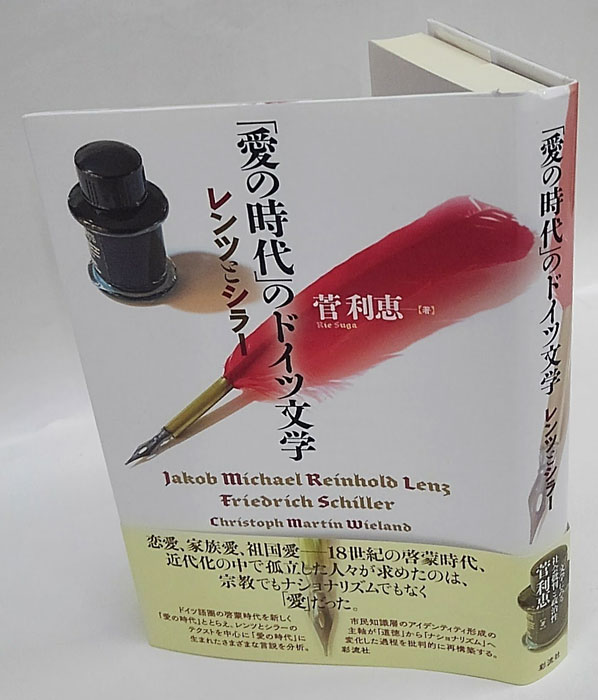 「愛の時代」のドイツ文学
レンツとシラー
菅 利恵 【著】
Rie Suga
Jakob Michael Reinhold Lenz
Friedrich Schiller
Christoph Martin Wieland
恋愛、家族愛、祖国愛――18世紀の啓蒙時代、
近代化の中で孤立した人々が求めたのは、
宗教でもナショナリズムでもなく
「愛」だった。
ドイツ語圏の啓蒙時代を新しく
「愛の時代」ととらえ、レンツとシラーの
テクストを中心に「愛の時代」に
生まれたさまざまな言説を分析。
市民知識層のアイデンティティ形成の
主軸が「道徳」から「ナショナリズム」へ
変化した過程を批判的に再構築する。
彩流社
「愛の時代」のドイツ文学
レンツとシラー
菅 利恵